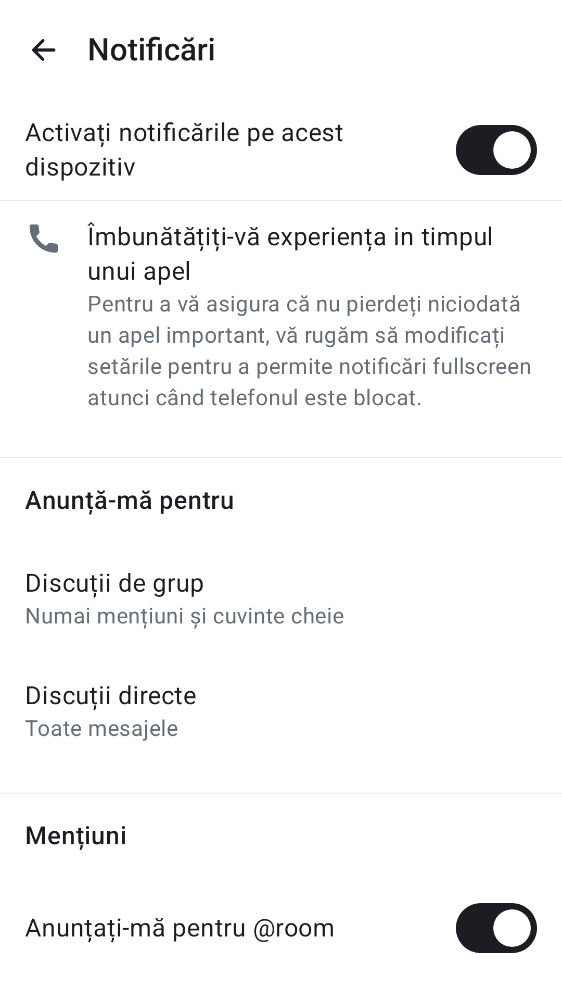 Notificări
Activați notificările pe acest
dispozitiv
Îmbunătățiți-vă experiența in timpul
unui apel
Pentru a vă asigura că nu pierdeți niciodată
un apel important, vă rugăm să modificați
setările pentru a permite notificări fullscreen
atunci când telefonul este blocat.
Anunță-mă pentru
Discuții de grup
Numai mențiuni și cuvinte cheie
Discuții directe
Toate mesajele
Mențiuni
Anunțați-mă pentru @room